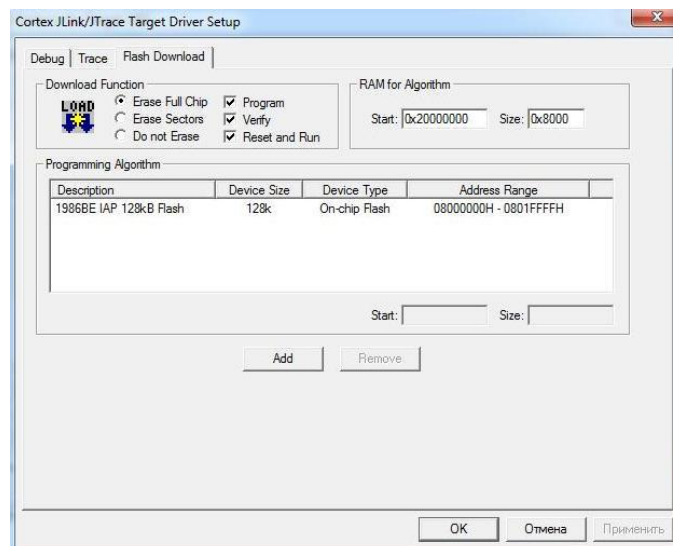 Cortex JLink/JTrace Target Driver Setup
Debug Trace Flash Download
Download Function
LOAD
Erase Full Chip
Erase Sectors
Do not Erase
Program
Verify
Reset and Run
RAM for Algorithm
Start: 0x20000000 Size: 0x8000
Programming Algorithm
Description Device Size Device Type Address Range
1986BE IAP 128kB Flash 128k On-chip Flash 08000000H - 0801FFFFH
Start: Size:
Add Remove
OK Отмена Применить